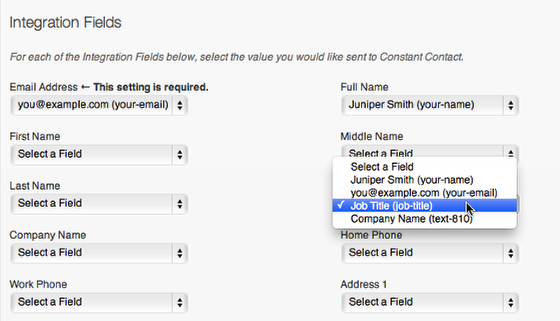 Integration Fields
For each of the Integration Fields below, select the value you would like sent to Constant Contact.
Email Address ← This setting is required.
Full Name
you@example.com (your-email)
Juniper Smith (your-name)
First Name
Middle Name
Select a Field
Select a Field
Select a Field
Juniper Smith (your-name)
Last Name
you@example.com (your-email)
Select a Field
✓ Job Title (job-title)
Company Name (text-810)
Company Name
Home Phone
Select a Field
Select a Field
Work Phone
Address 1
Select a Field
Select a Field